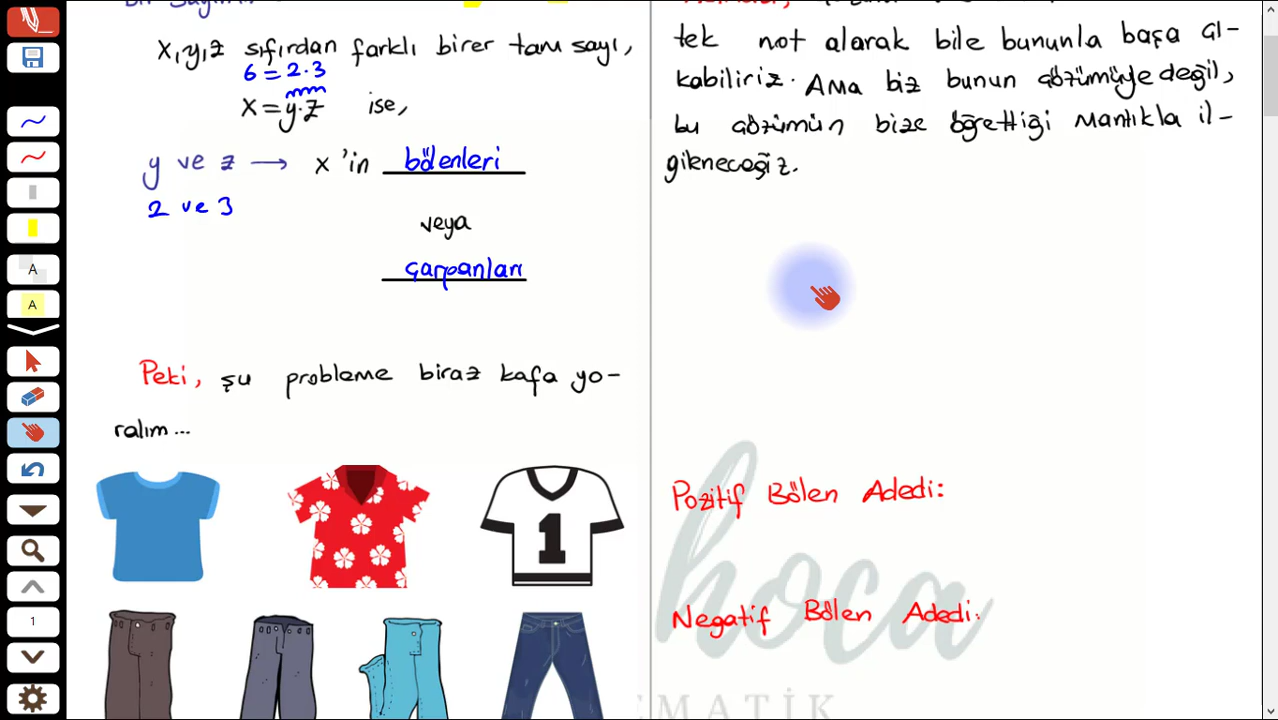 x,y,z sıfırdan farklı birer tam sayı,
6 = 2.3
x = y.z ise,
y ve z → x'in bölenleri
2 ve 3
veya
çarpanları
Peki, şu probleme biraz kafa yo-
ralım...
1
tek not alarak bile bununla başa çı-
kabiliriz. Ama biz bunun çözümüyle değil,
bu çözümün bize öğrettiği mantıkla il-
gileneceğiz.
Pozitif Bölen Adedi:
Negatif Bölen Adedi:
hoca
EMATİK
A
A
1